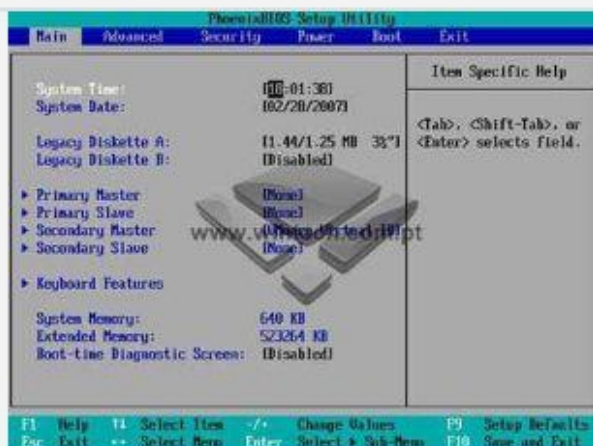 PhoenixBIOS Setup Utility
Main Advanced Security Power Boot Exit
Item Specific Help
System Time: [18:01:38]
System Date: [02/28/2007]
<Tab>, <Shift-Tab>, or
<Enter> selects field.
Legacy Diskette A: [1.44/1.25 MB 3½"]
Legacy Diskette B: [Disabled]
Primary Master [None]
Primary Slave [None]
Secondary Master
Secondary Slave [None]
Keyboard Features
System Memory: 640 KB
Extended Memory: 523264 KB
Boot-time Diagnostic Screen: [Disabled]
F1 Help ↑↓ Select Item -/+ Change Values F9 Setup Defaults
Esc Exit ↔ Select Menu Enter Select ▶ Sub-Menu F10 Save and Exit